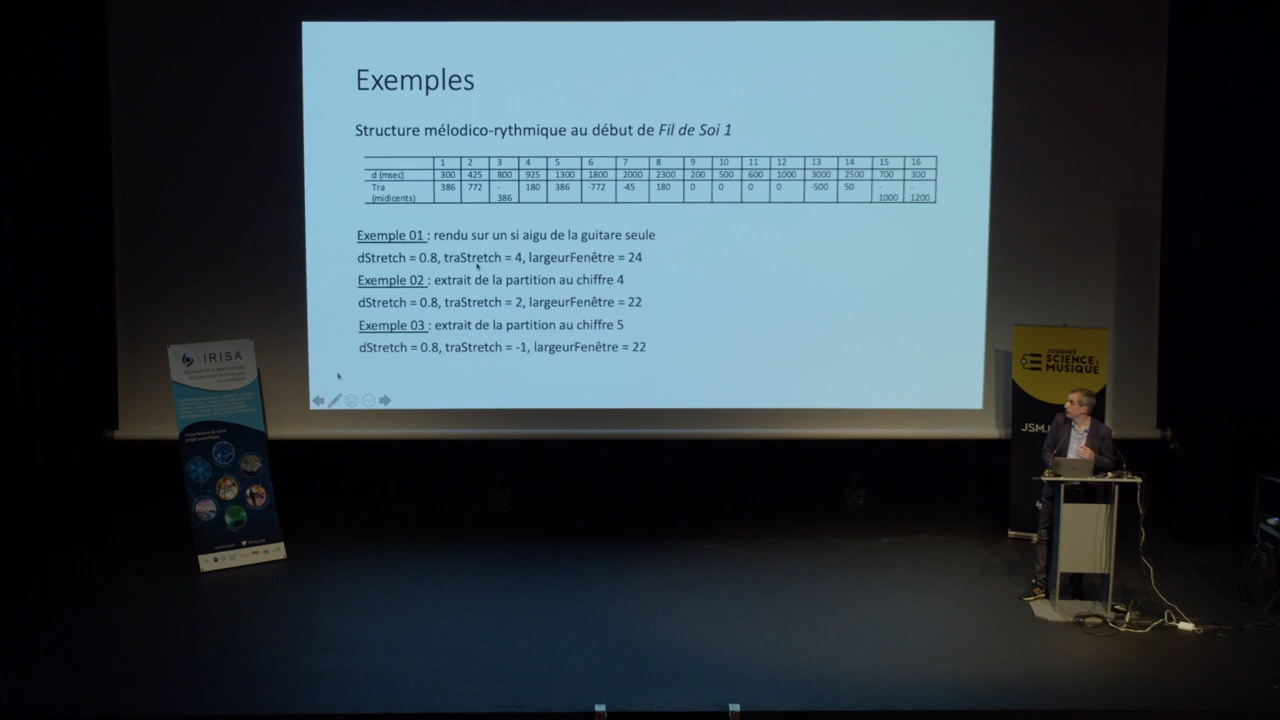 Exemples
Structure mélodico-rythmique au début de Fil de Soi 1
1 2 3 4 5 6 7 8 9 10 11 12 13 14 15 16
d (msec) 300 425 800 925 1300 1800 2000 2300 200 500 600 1000 3000 2500 700 300
Tra 386 772 - 180 386 -772 -45 180 0 0 0 0 -500 50 - -
(midicents) 386 1000 1200
Exemple 01 : rendu sur un si aigu de la guitare seule
dStretch = 0.8, traStretch = 4, largeurFenêtre = 24
Exemple 02 : extrait de la partition au chiffre 4
dStretch = 0.8, traStretch = 2, largeurFenêtre = 22
Exemple 03 : extrait de la partition au chiffre 5
dStretch = 0.8, traStretch = -1, largeurFenêtre = 22
IRISA
JOURNÉE
SCIENCE &
MUSIQUE
JSM.